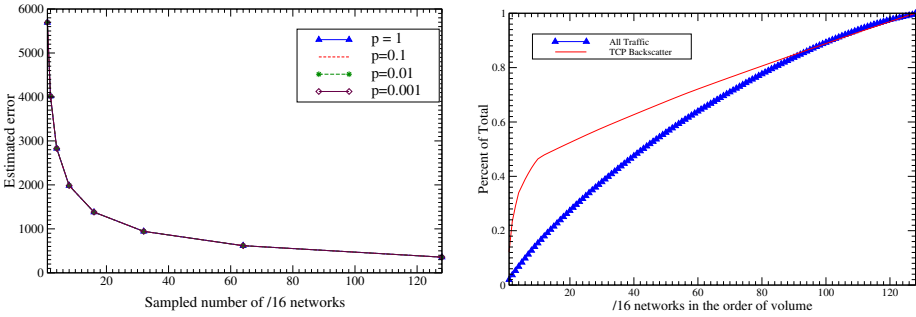 6000
5000
4000
3000
2000
1000
0
Estimated error
20
40
60
80
100
120
Sampled number of /16 networks
p = 1
p=0.1
p=0.01
p=0.001
1
0.8
0.6
0.4
0.2
0
Percent of Total
20
40
60
80
100
120
/16 networks in the order of volume
All Traffic
TCP Backscatter